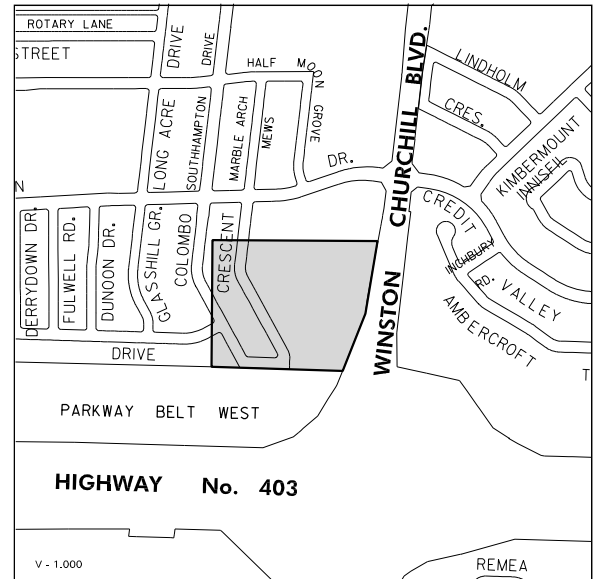 ROTARY LANE
STREET
DRIVE
DRIVE
HALF MOON GROVE
LINDHOLM
CRES.
LONG ACRE
SOUTHHAMPTON
MARBLE ARCH
MEWS
DR.
WINSTON CHURCHILL BLVD.
KIMBERMOUNT
INNISFIL
N
CREDIT
VALLEY
INCHBURY
RD.
AMBERCROFT
DERRYDOWN DR.
FULWELL RD.
DUNOON DR.
GLASSHILL GR.
COLOMBO
CRESCENT
DRIVE
T
PARKWAY BELT WEST
HIGHWAY No. 403
V - 1.000
REMEA